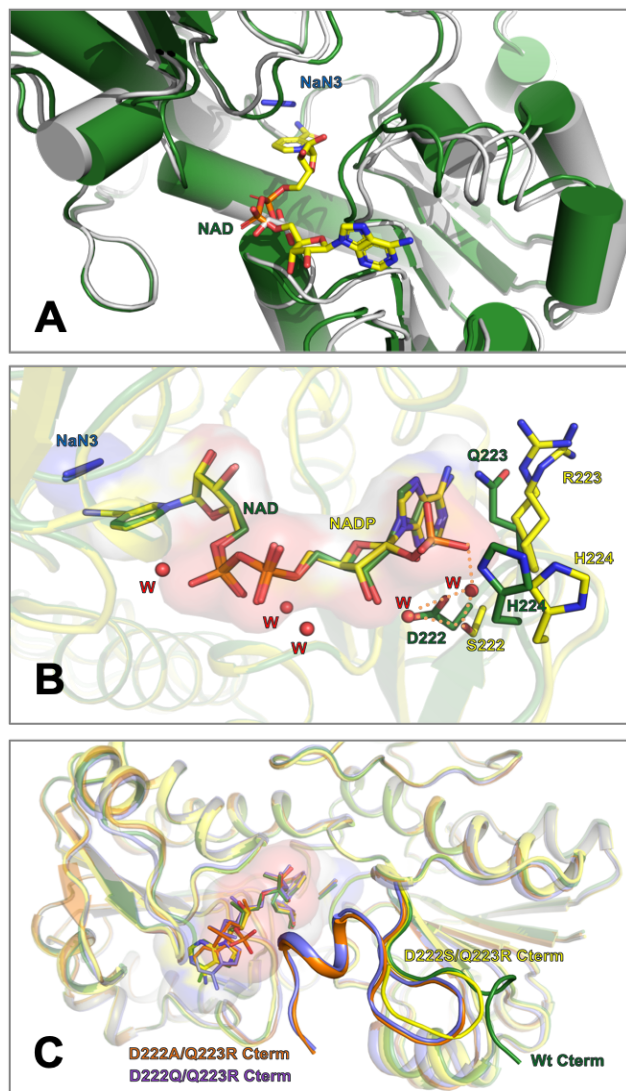 NaN3
NAD
A
NaN3
Q223
R223
NAD
NADP
H224
W
W
W
H224
W
D222
S222
W
B
D222S/Q223R Cterm
D222A/Q223R Cterm
Wt Cterm
D222Q/Q223R Cterm
C